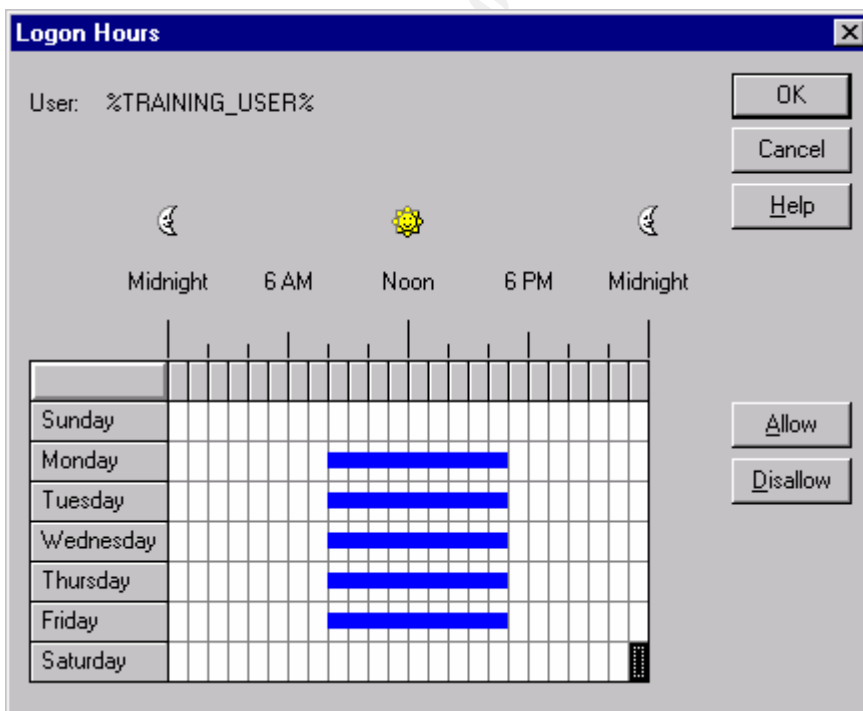 Logon Hours
User: %TRAINING_USER%
OK
Cancel
Help
Midnight 6 AM Noon 6 PM Midnight
Sunday
Monday
Tuesday
Wednesday
Thursday
Friday
Saturday
Allow
Disallow